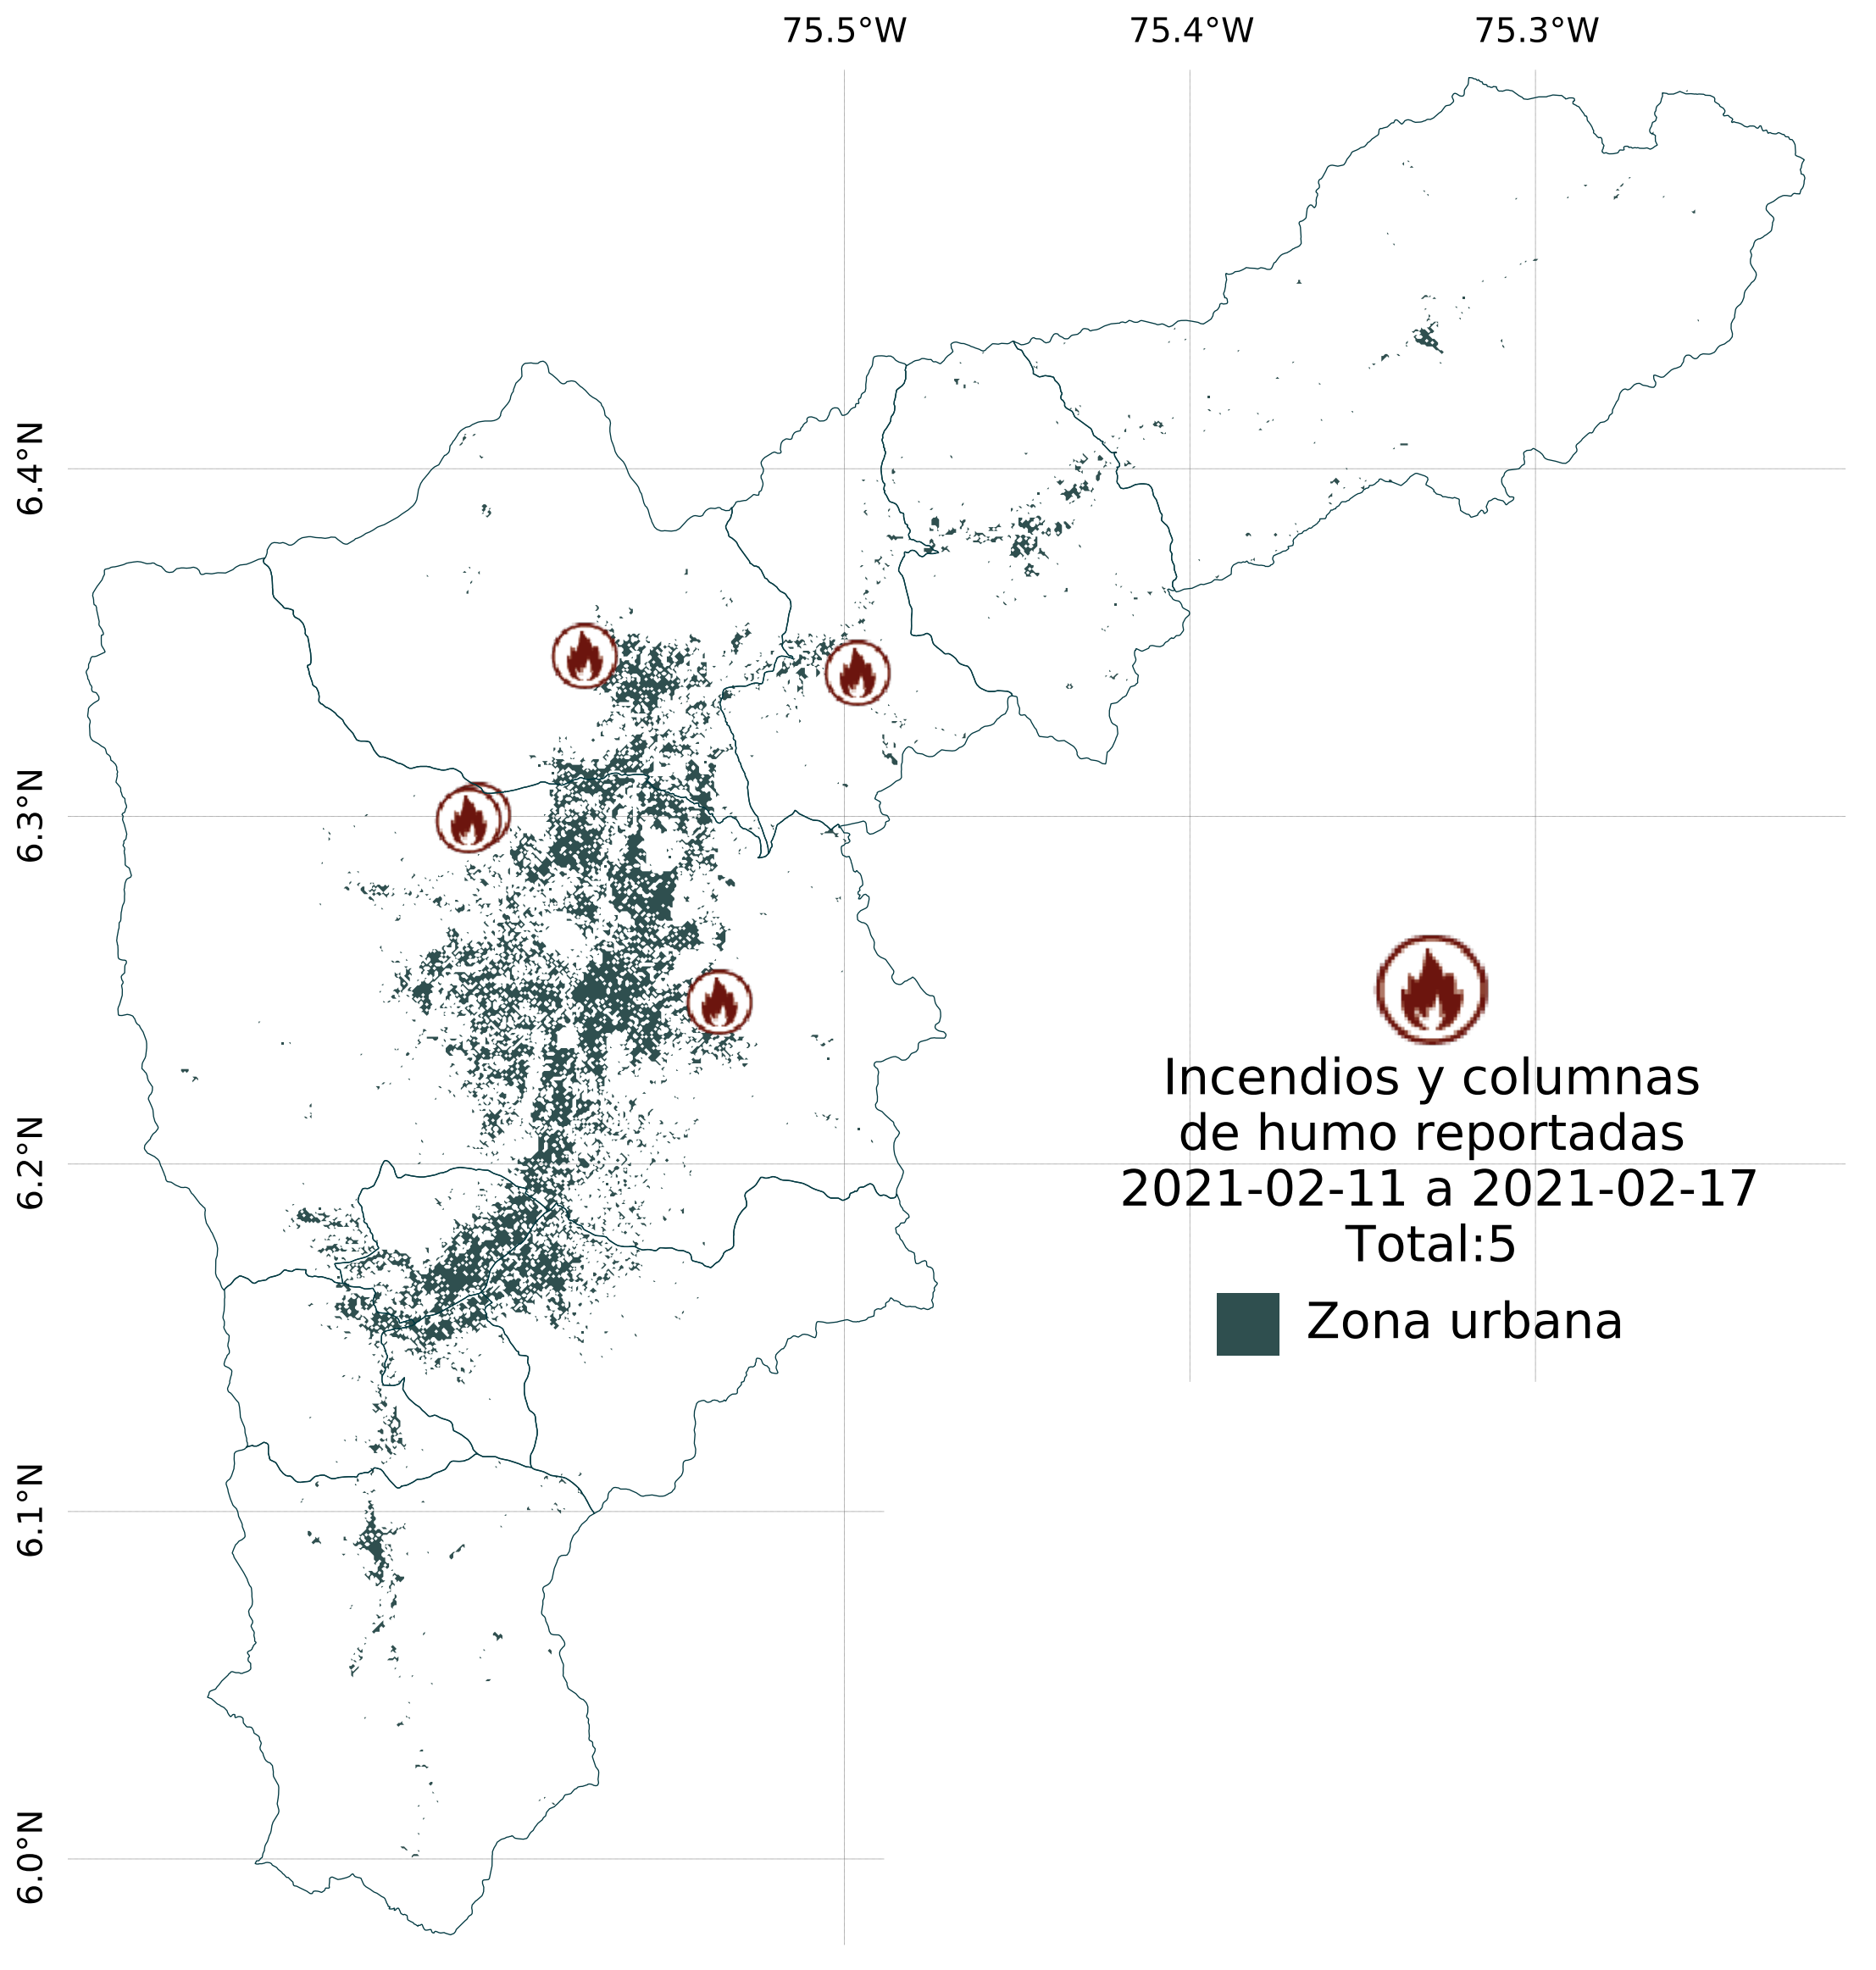 75.5°W 75.4°W 75.3°W
6.4°N
6.3°N
6.2°N
6.1°N
6.0°N
Incendios y columnas
de humo reportadas
2021-02-11 a 2021-02-17
Total:5
Zona urbana